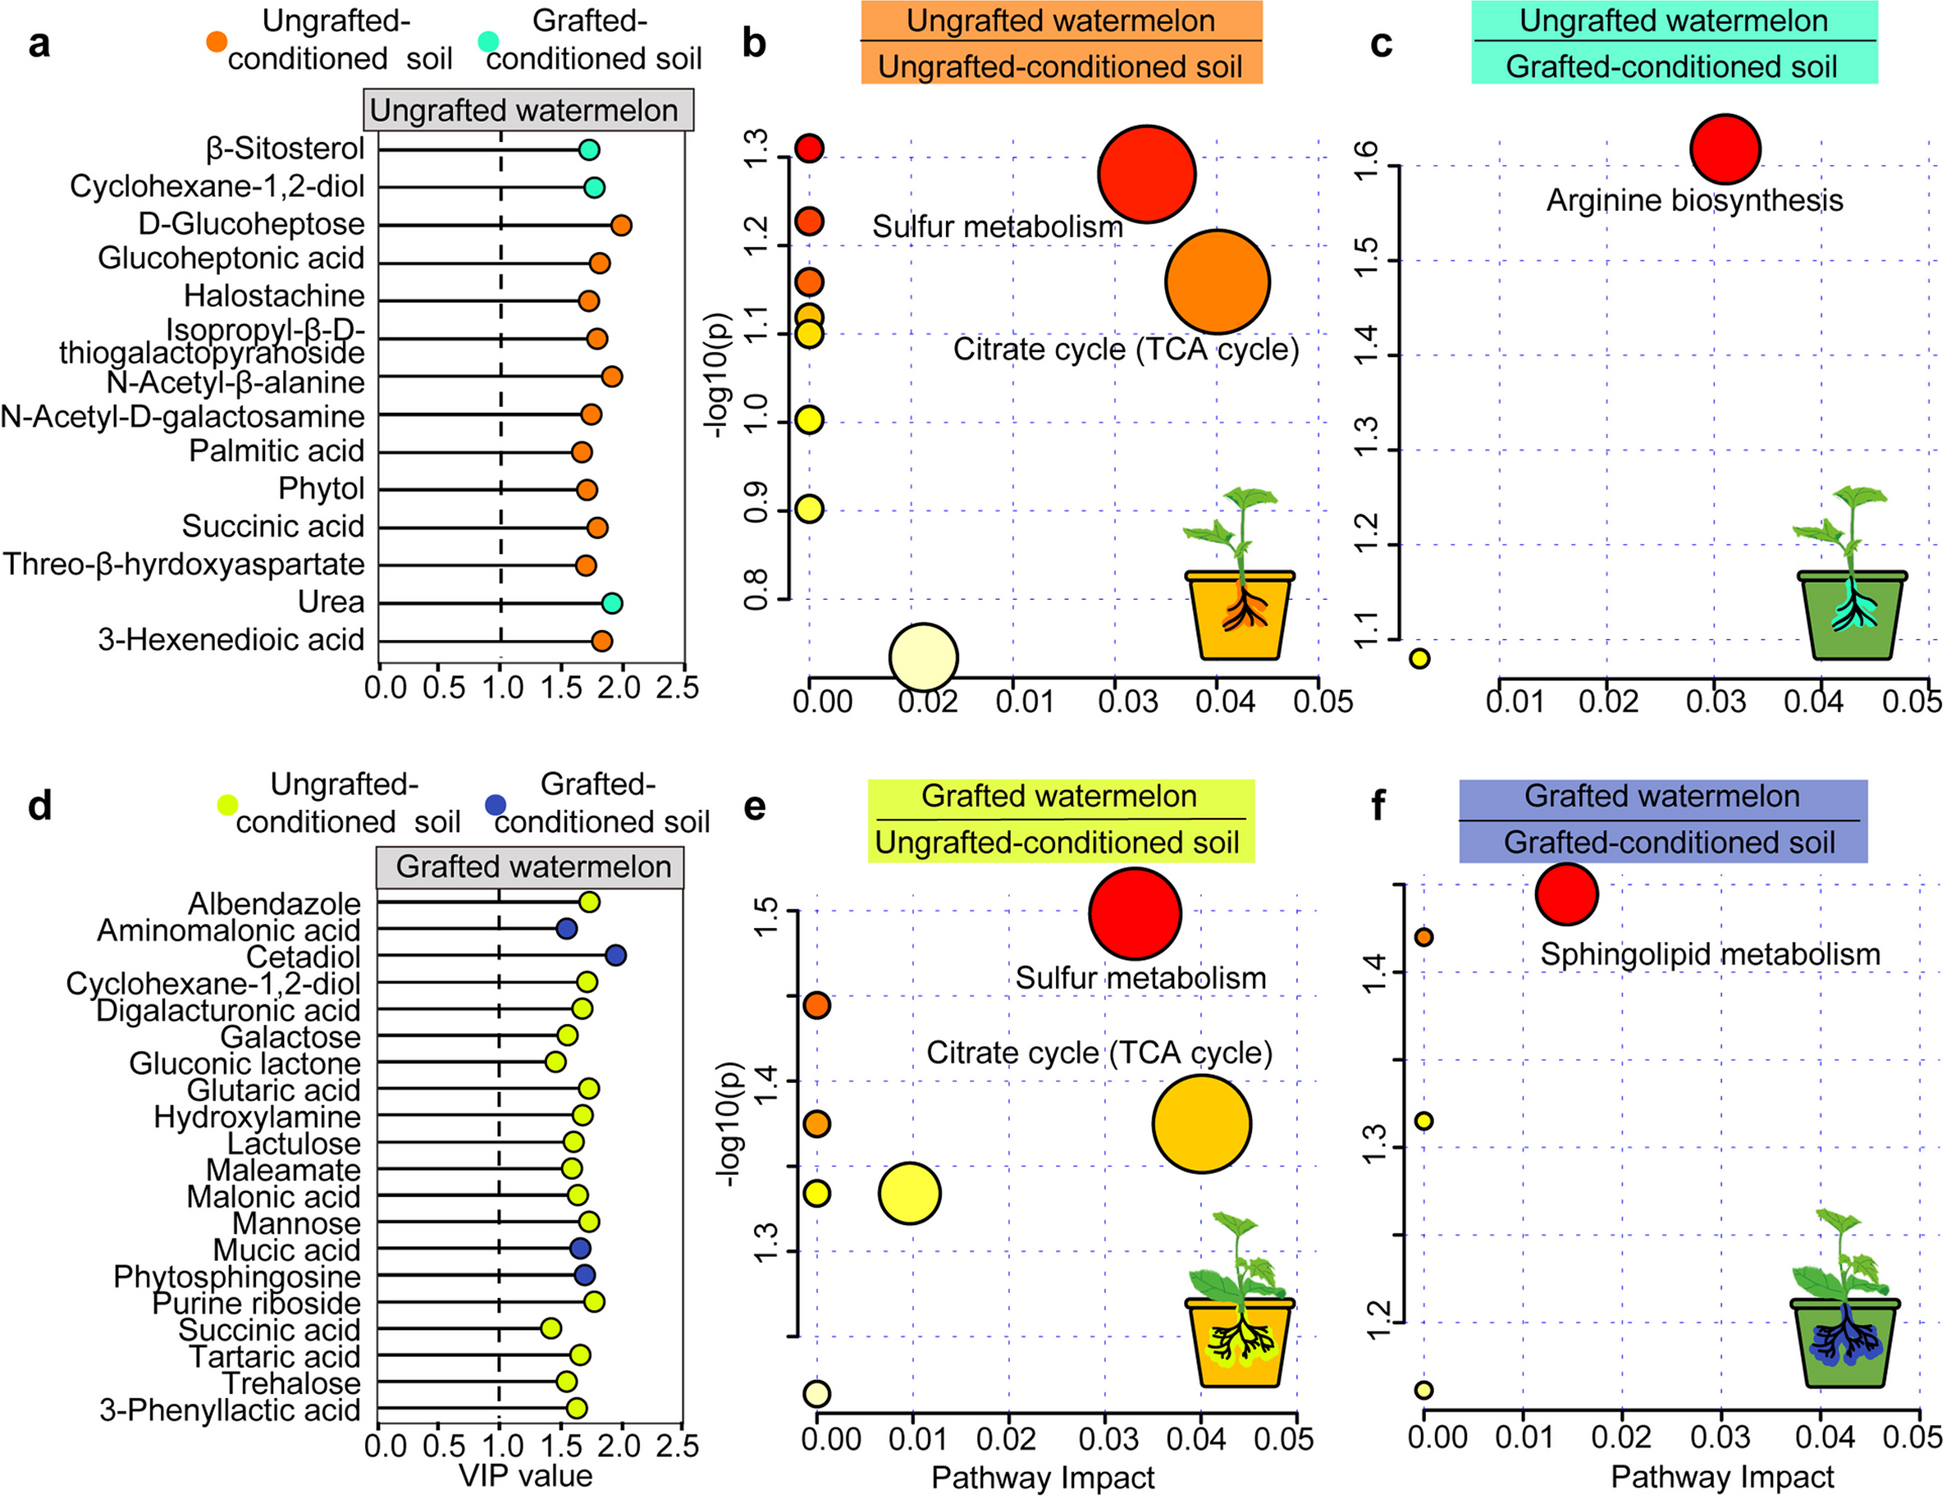 a
Ungrafted-
conditioned soil
Grafted-
conditioned soil
Ungrafted watermelon
β-Sitosterol
Cyclohexane-1,2-diol
D-Glucoheptose
Glucoheptonic acid
Halostachine
Isopropyl-β-D-
thiogalactopyranoside
N-Acetyl-β-alanine
N-Acetyl-D-galactosamine
Palmitic acid
Phytol
Succinic acid
Threo-β-hyrdoxyaspartate
Urea
3-Hexenedioic acid
0.0 0.5 1.0 1.5 2.0 2.5
b
Ungrafted watermelon
Ungrafted-conditioned soil
-log10(p)
1.3
1.2
1.1
1.0
0.9
0.8
Sulfur metabolism
Citrate cycle (TCA cycle)
0.00 0.02 0.01 0.03 0.04 0.05
c
Ungrafted watermelon
Grafted-conditioned soil
1.6
1.5
1.4
1.3
1.2
1.1
Arginine biosynthesis
0.01 0.02 0.03 0.04 0.05
d
Ungrafted-
conditioned soil
Grafted-
conditioned soil
Grafted watermelon
Albendazole
Aminomalonic acid
Cetadiol
Cyclohexane-1,2-diol
Digalacturonic acid
Galactose
Gluconic lactone
Glutaric acid
Hydroxylamine
Lactulose
Maleamate
Malonic acid
Mannose
Mucic acid
Phytosphingosine
Purine riboside
Succinic acid
Tartaric acid
Trehalose
3-Phenyllactic acid
0.0 0.5 1.0 1.5 2.0 2.5
VIP value
e
Grafted watermelon
Ungrafted-conditioned soil
-log10(p)
1.5
1.4
1.3
Sulfur metabolism
Citrate cycle (TCA cycle)
0.00 0.01 0.02 0.03 0.04 0.05
Pathway Impact
f
Grafted watermelon
Grafted-conditioned soil
1.4
1.3
1.2
Sphingolipid metabolism
0.00 0.01 0.02 0.03 0.04 0.05
Pathway Impact